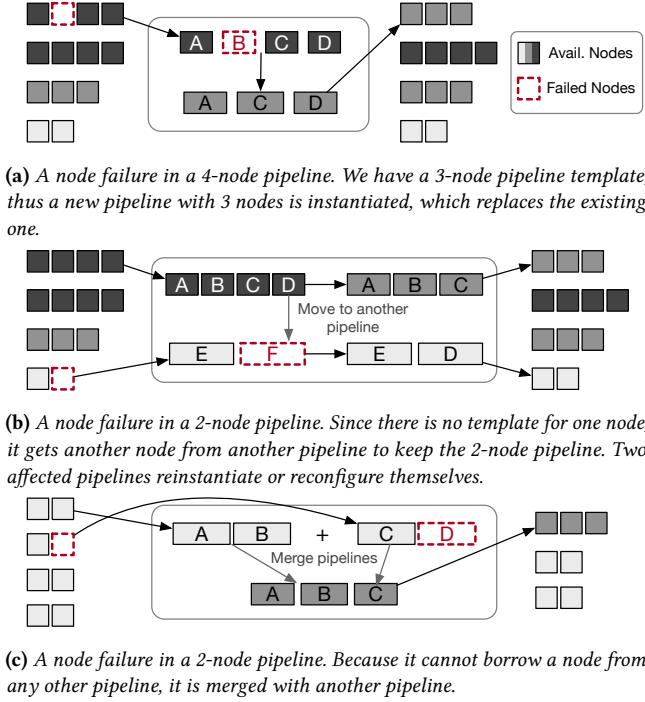 A B C D
A C D
Avail. Nodes
Failed Nodes
(a) A node failure in a 4-node pipeline. We have a 3-node pipeline template,
thus a new pipeline with 3 nodes is instantiated, which replaces the existing
one.
A B C D A B C
Move to another
pipeline
E F E D
(b) A node failure in a 2-node pipeline. Since there is no template for one node,
it gets another node from another pipeline to keep the 2-node pipeline. Two
affected pipelines reinstantiate or reconfigure themselves.
A B + C D
Merge pipelines
A B C
(c) A node failure in a 2-node pipeline. Because it cannot borrow a node from
any other pipeline, it is merged with another pipeline.